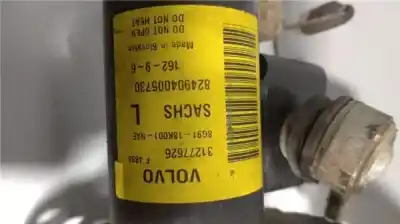 VOLVO
31277626
F 4839
8G91-18K001-NAE
SACHS L
824904005730
162-9-6
Made in Slovakia
DO NOT OPEN
DO NOT HEAT